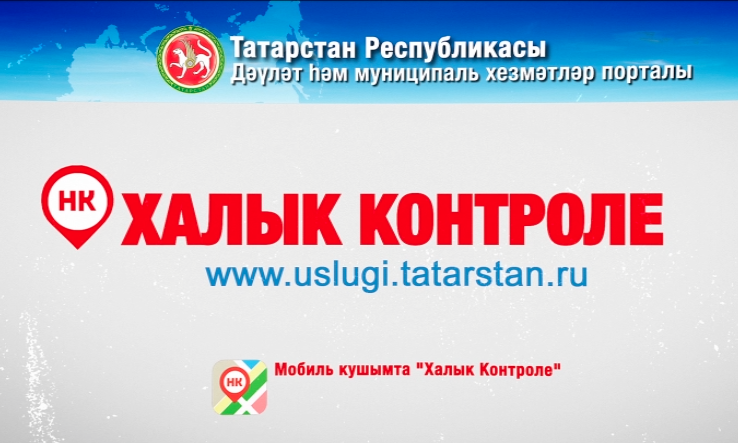 Татарстан Республикасы
Дәүләт һәм муниципаль хезмәтләр порталы
НК ХАЛЫК КОНТРОЛЕ
www.uslugi.tatarstan.ru
НК
Мобиль кушымта "Халык Контроле"